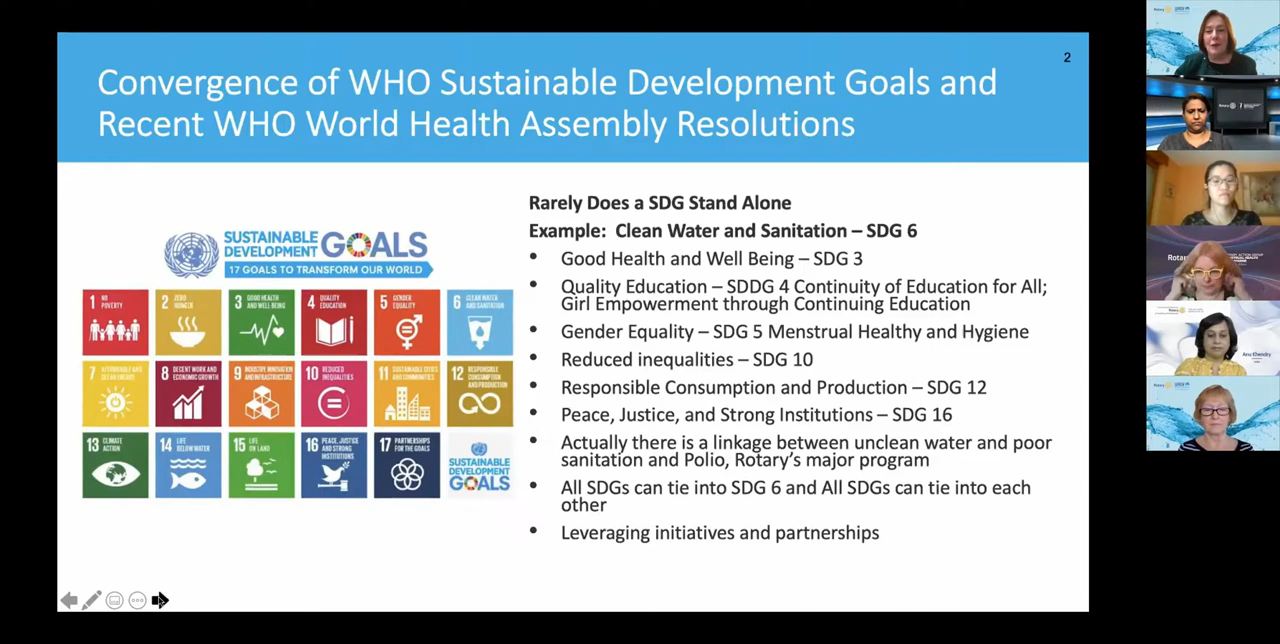 2
Convergence of WHO Sustainable Development Goals and
Recent WHO World Health Assembly Resolutions
SUSTAINABLE
DEVELOPMENT GOALS
17 GOALS TO TRANSFORM OUR WORLD
1 NO POVERTY
2 ZERO HUNGER
3 GOOD HEALTH AND WELL-BEING
4 QUALITY EDUCATION
5 GENDER EQUALITY
6 CLEAN WATER AND SANITATION
7 AFFORDABLE AND CLEAN ENERGY
8 DECENT WORK AND ECONOMIC GROWTH
9 INDUSTRY, INNOVATION AND INFRASTRUCTURE
10 REDUCED INEQUALITIES
11 SUSTAINABLE CITIES AND COMMUNITIES
12 RESPONSIBLE CONSUMPTION AND PRODUCTION
13 CLIMATE ACTION
14 LIFE BELOW WATER
15 LIFE ON LAND
16 PEACE, JUSTICE AND STRONG INSTITUTIONS
17 PARTNERSHIPS FOR THE GOALS
SUSTAINABLE
DEVELOPMENT
GOALS
Rarely Does a SDG Stand Alone
Example: Clean Water and Sanitation – SDG 6
• Good Health and Well Being – SDG 3
• Quality Education – SDDG 4 Continuity of Education for All;
Girl Empowerment through Continuing Education
• Gender Equality – SDG 5 Menstrual Healthy and Hygiene
• Reduced inequalities – SDG 10
• Responsible Consumption and Production – SDG 12
• Peace, Justice, and Strong Institutions – SDG 16
• Actually there is a linkage between unclean water and poor
sanitation and Polio, Rotary's major program
• All SDGs can tie into SDG 6 and All SDGs can tie into each
other
• Leveraging initiatives and partnerships
Rotary
Rotary
Rotary
Anu Khendry
Rotary